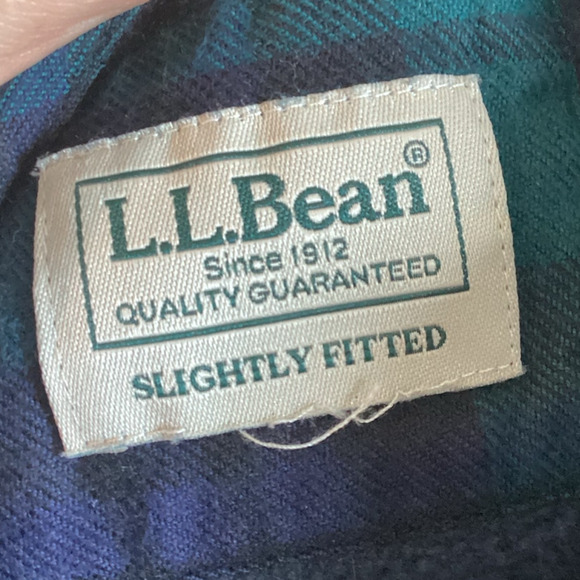 L.L.Bean®
Since 1912
QUALITY GUARANTEED
SLIGHTLY FITTED